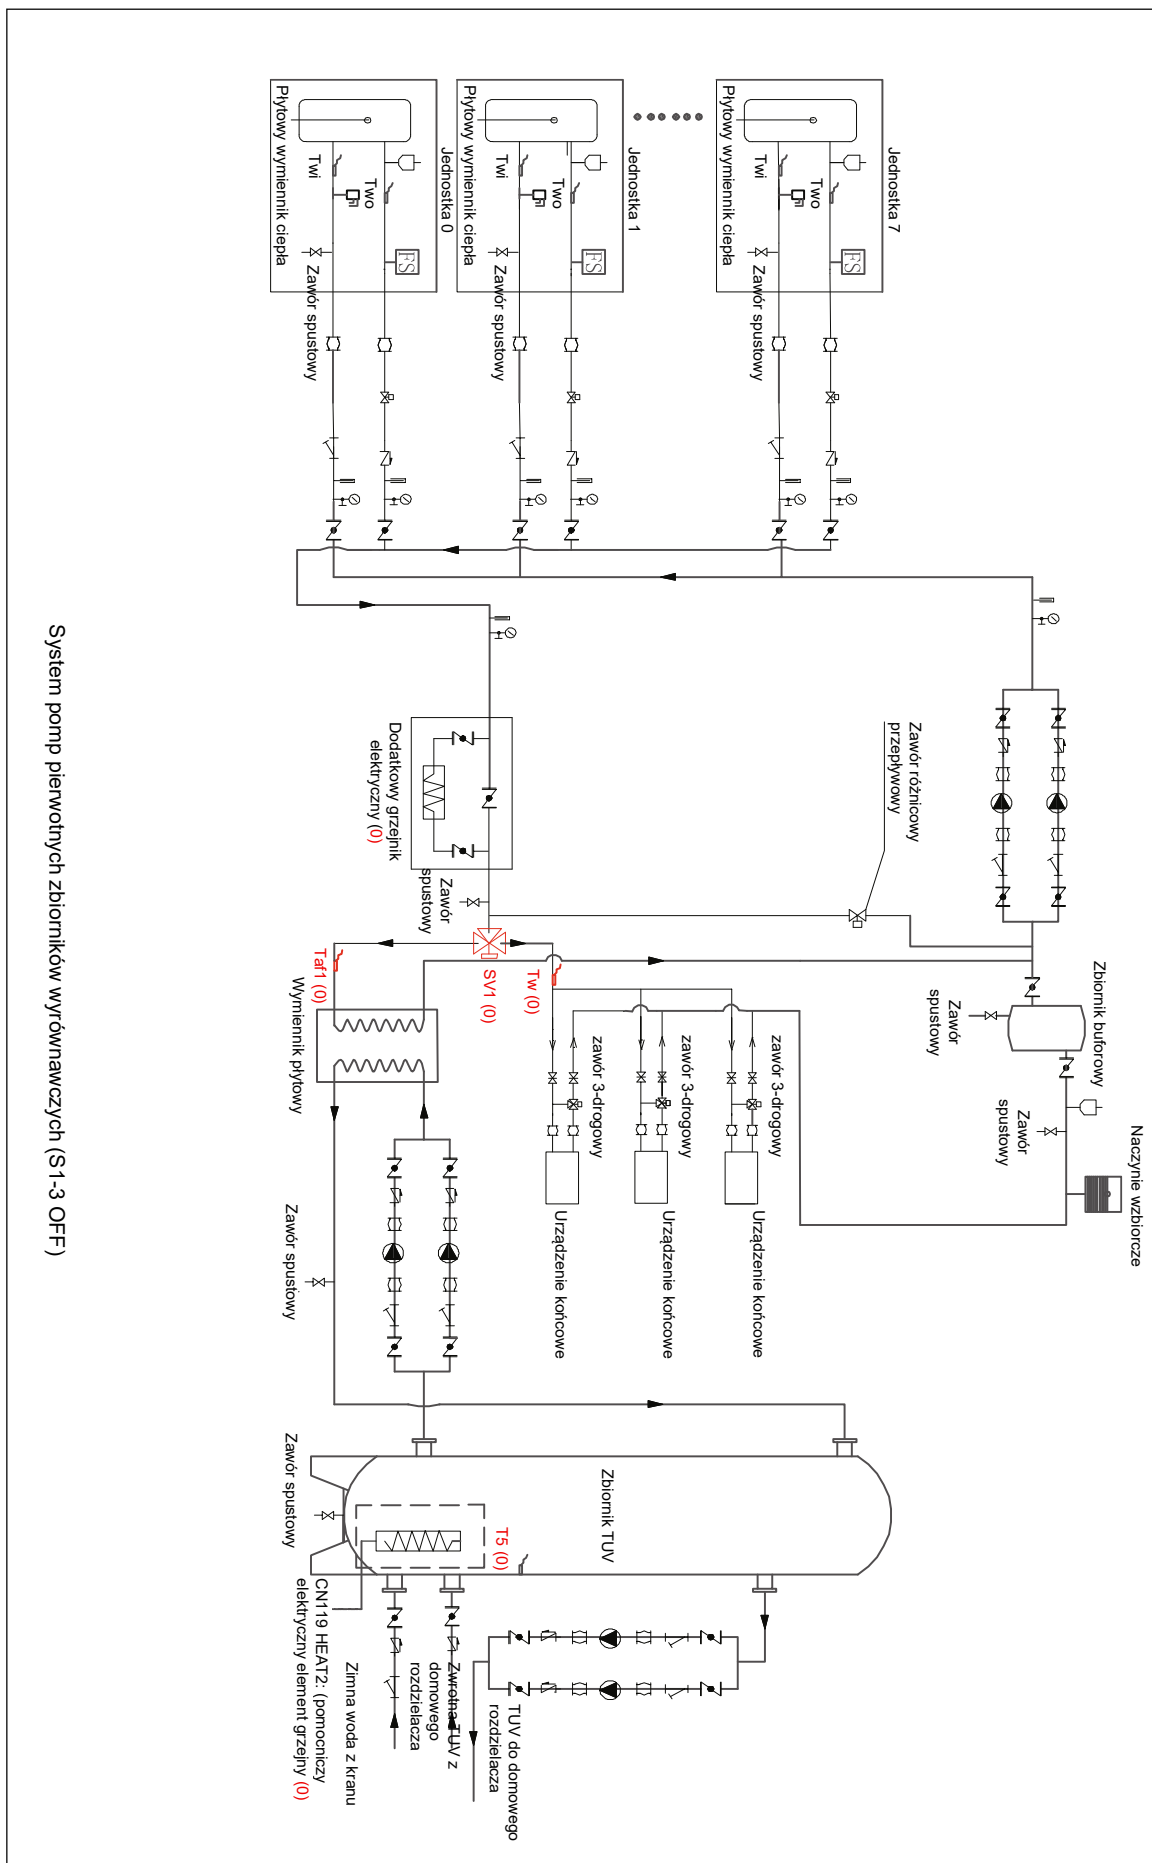 Jednostka 7
Płytowy wymiennik ciepła
Twi
Two
FS
Zawór spustowy
Jednostka 1
Płytowy wymiennik ciepła
Twi
Two
FS
Zawór spustowy
Jednostka 0
Płytowy wymiennik ciepła
Twi
Two
FS
Zawór spustowy
Zawór różnicowy
przepływowy
Dodatkowy grzejnik
elektryczny (0)
Zawór
spustowy
SV1 (0)
Tw (0)
Taf1 (0)
Wymiennik płytowy
Zbiornik buforowy
Zawór
spustowy
Zawór
spustowy
Naczynie wzbiorcze
zawór 3-drogowy
zawór 3-drogowy
zawór 3-drogowy
Urządzenie końcowe
Urządzenie końcowe
Urządzenie końcowe
Zawór spustowy
Zbiornik TUV
T5 (0)
Zawór spustowy
TUV do domowego
rozdzielacza
Zwrotna TUV z
domowego
rozdzielacza
Zimna woda z kranu
CN119 HEAT2: (pomocniczy
elektryczny element grzejny (0)
System pomp pierwotnych zbiorników wyrównawczych (S1-3 OFF)